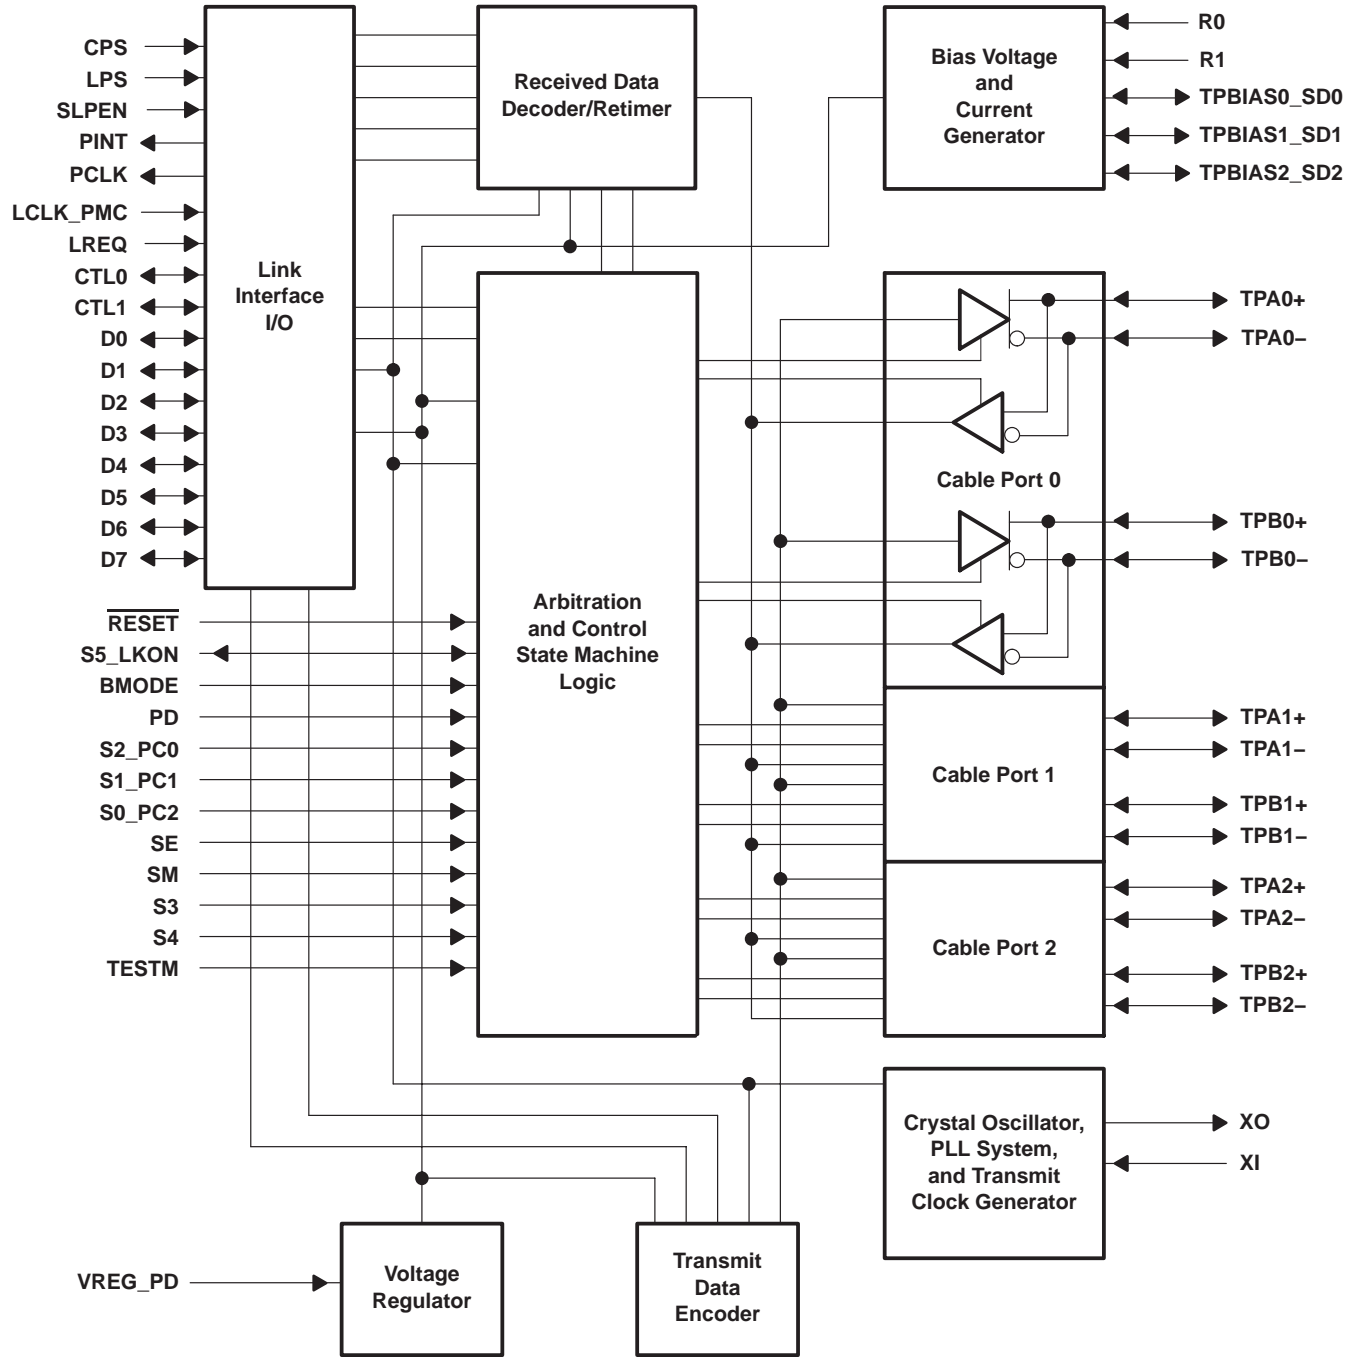 CPS
LPS
SLPEN
PINT
PCLK
LCLK_PMC
LREQ
CTL0
CTL1
D0
D1
D2
D3
D4
D5
D6
D7
RESET
S5_LKON
BMODE
PD
S2_PC0
S1_PC1
S0_PC2
SE
SM
S3
S4
TESTM
VREG_PD
Link
Interface
I/O
Received Data
Decoder/Retimer
Arbitration
and Control
State Machine
Logic
Voltage
Regulator
Transmit
Data
Encoder
Bias Voltage
and
Current
Generator
Cable Port 0
Cable Port 1
Cable Port 2
Crystal Oscillator,
PLL System,
and Transmit
Clock Generator
R0
R1
TPBIAS0_SD0
TPBIAS1_SD1
TPBIAS2_SD2
TPA0+
TPA0–
TPB0+
TPB0–
TPA1+
TPA1–
TPB1+
TPB1–
TPA2+
TPA2–
TPB2+
TPB2–
XO
XI